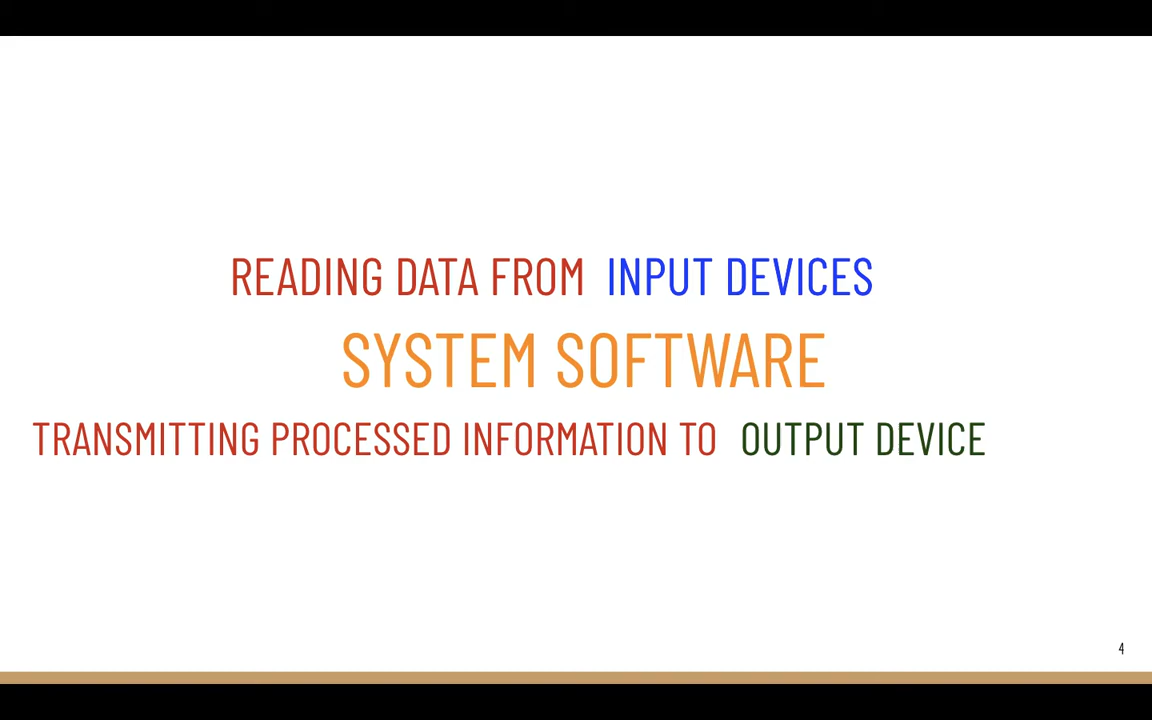 READING DATA FROM INPUT DEVICES
SYSTEM SOFTWARE
TRANSMITTING PROCESSED INFORMATION TO OUTPUT DEVICE
4